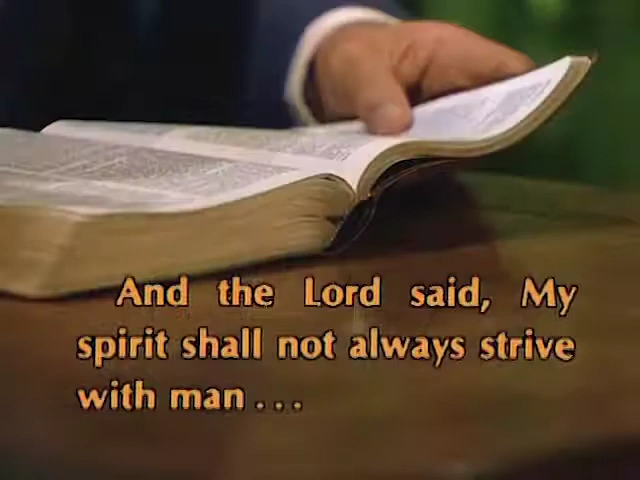 And the Lord said, My
spirit shall not always strive
with man...